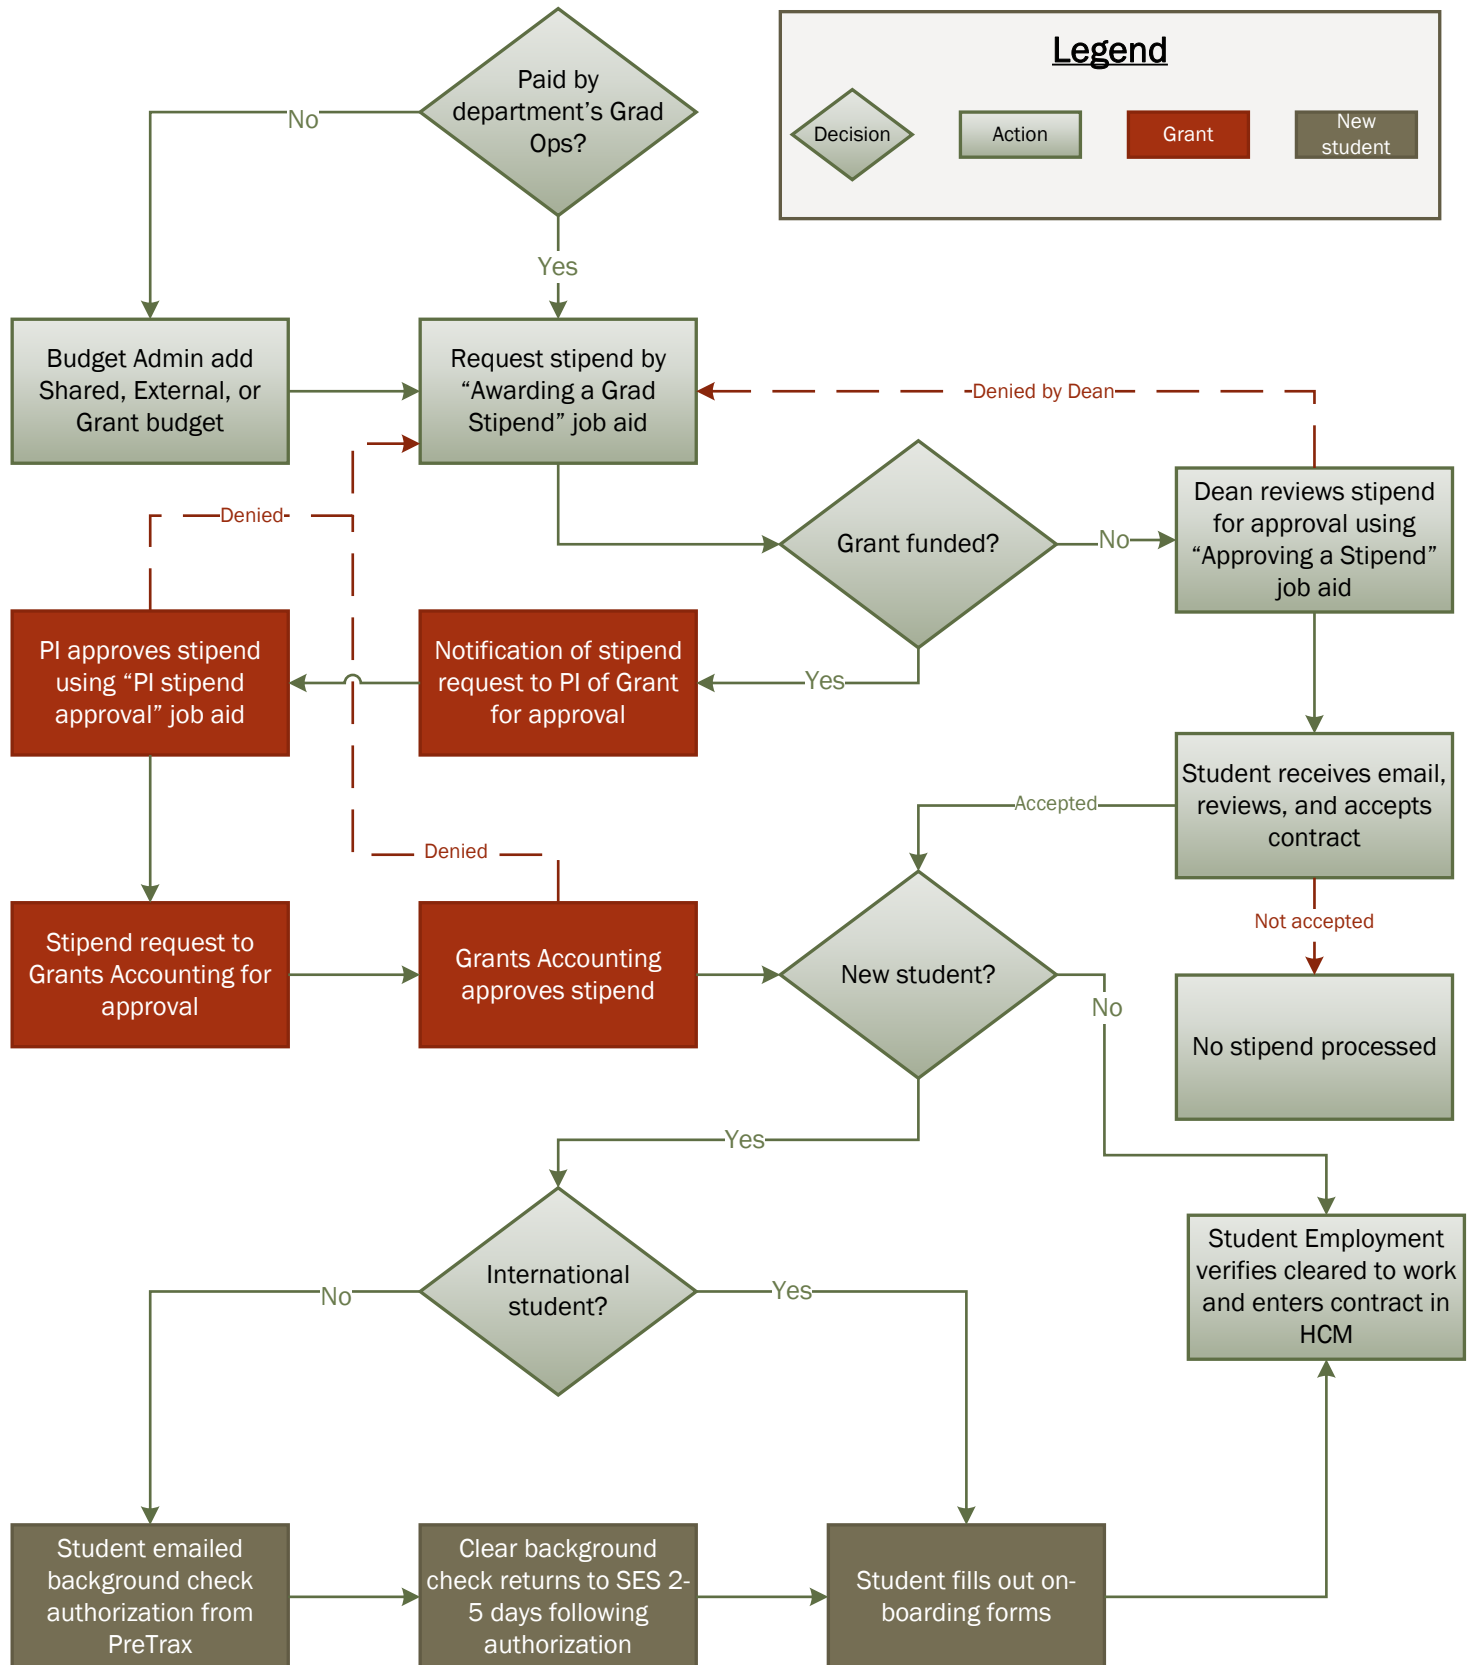 Legend
Decision
Action
Grant
New
student
Paid by
department’s Grad
Ops?
No
Yes
Budget Admin add
Shared, External, or
Grant budget
Request stipend by
“Awarding a Grad
Stipend” job aid
Denied by Dean
Denied
Grant funded?
No
Dean reviews stipend
for approval using
“Approving a Stipend”
job aid
Yes
PI approves stipend
using “PI stipend
approval” job aid
Notification of stipend
request to PI of Grant
for approval
Student receives email,
reviews, and accepts
contract
Accepted
Denied
Not accepted
Stipend request to
Grants Accounting for
approval
Grants Accounting
approves stipend
New student?
No
No stipend processed
Yes
International
student?
No
Yes
Student Employment
verifies cleared to work
and enters contract in
HCM
Student emailed
background check
authorization from
PreTrax
Clear background
check returns to SES 2-
5 days following
authorization
Student fills out on-
boarding forms